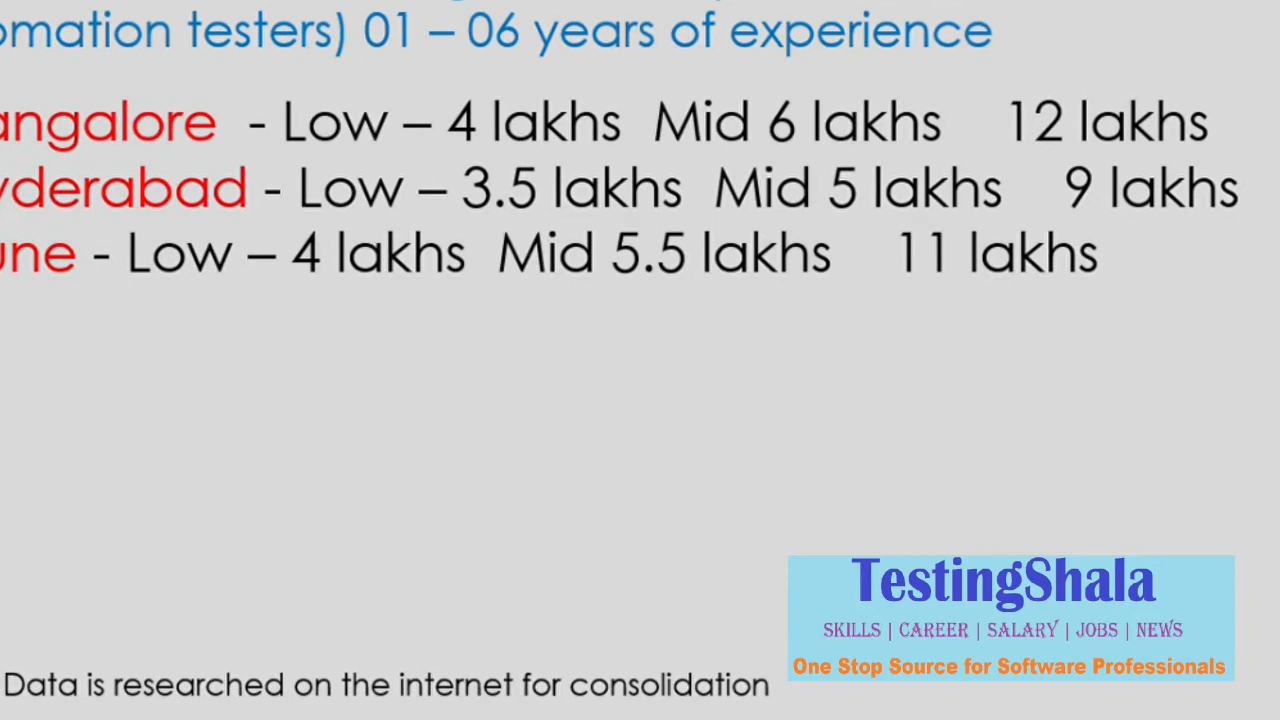 omation testers) 01 – 06 years of experience
angalore - Low – 4 lakhs Mid 6 lakhs 12 lakhs
yderabad - Low – 3.5 lakhs Mid 5 lakhs 9 lakhs
une - Low – 4 lakhs Mid 5.5 lakhs 11 lakhs
TestingShala
SKILLS | CAREER | SALARY | JOBS | NEWS
One Stop Source for Software Professionals
Data is researched on the internet for consolidation